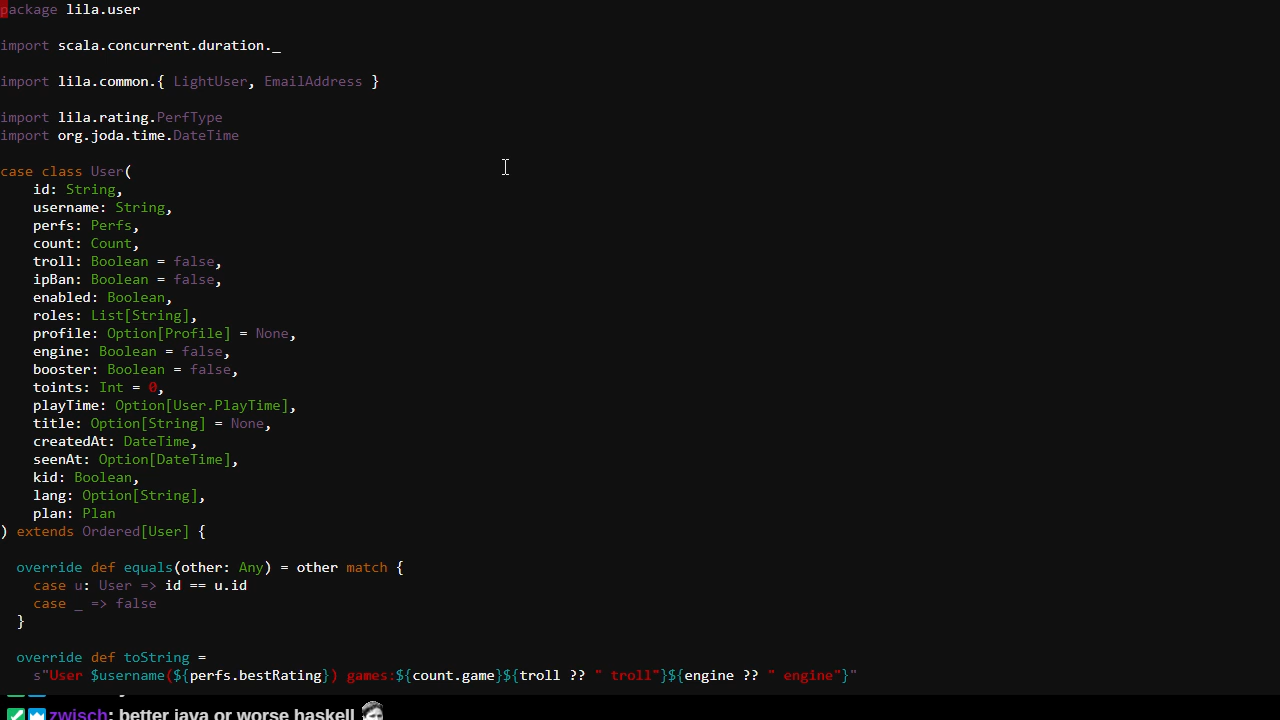 package lila.user
import scala.concurrent.duration._
import lila.common.{ LightUser, EmailAddress }
import lila.rating.PerfType
import org.joda.time.DateTime
case class User(
    id: String,
    username: String,
    perfs: Perfs,
    count: Count,
    troll: Boolean = false,
    ipBan: Boolean = false,
    enabled: Boolean,
    roles: List[String],
    profile: Option[Profile] = None,
    engine: Boolean = false,
    booster: Boolean = false,
    toints: Int = 0,
    playTime: Option[User.PlayTime],
    title: Option[String] = None,
    createdAt: DateTime,
    seenAt: Option[DateTime],
    kid: Boolean,
    lang: Option[String],
    plan: Plan
) extends Ordered[User] {
  override def equals(other: Any) = other match {
    case u: User => id == u.id
    case _ => false
  }
  override def toString =
    s"User $username(${perfs.bestRating}) games:${count.game}${troll ?? " troll"}${engine ?? " engine"}"
zwisch: better java or worse haskell